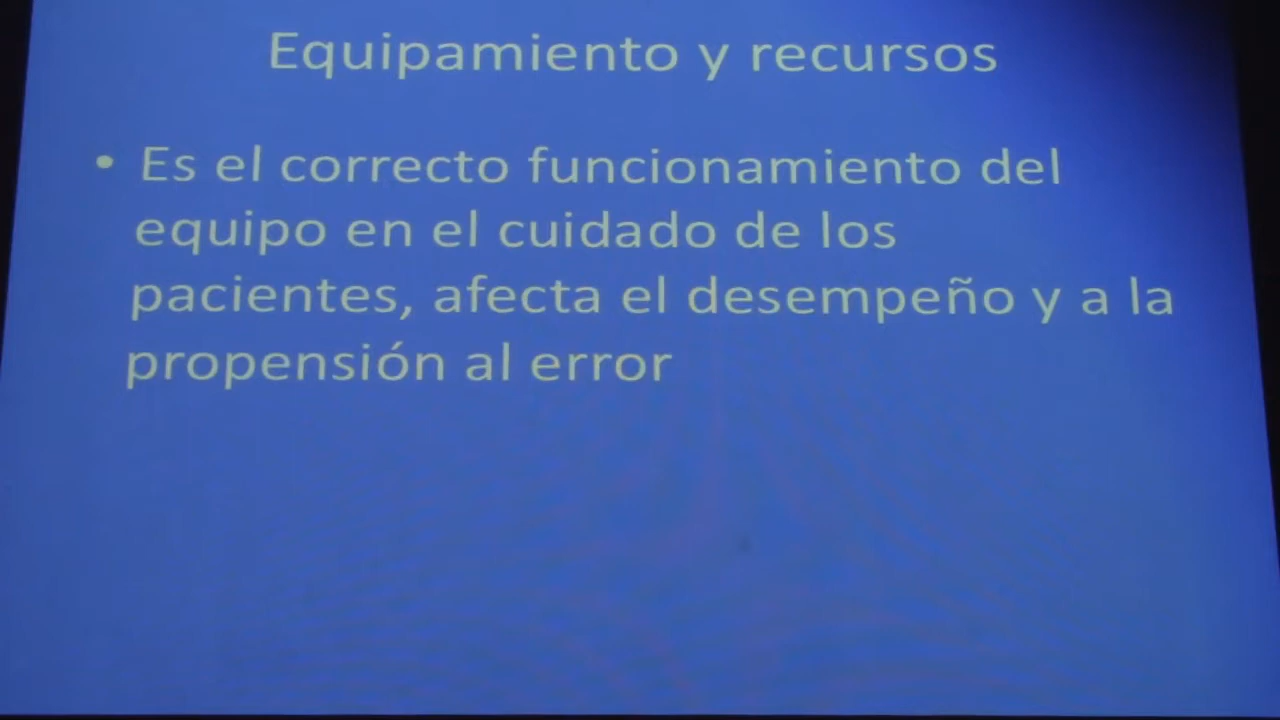 Equipamiento y recursos
• Es el correcto funcionamiento del
equipo en el cuidado de los
pacientes, afecta el desempeño y a la
propensión al error